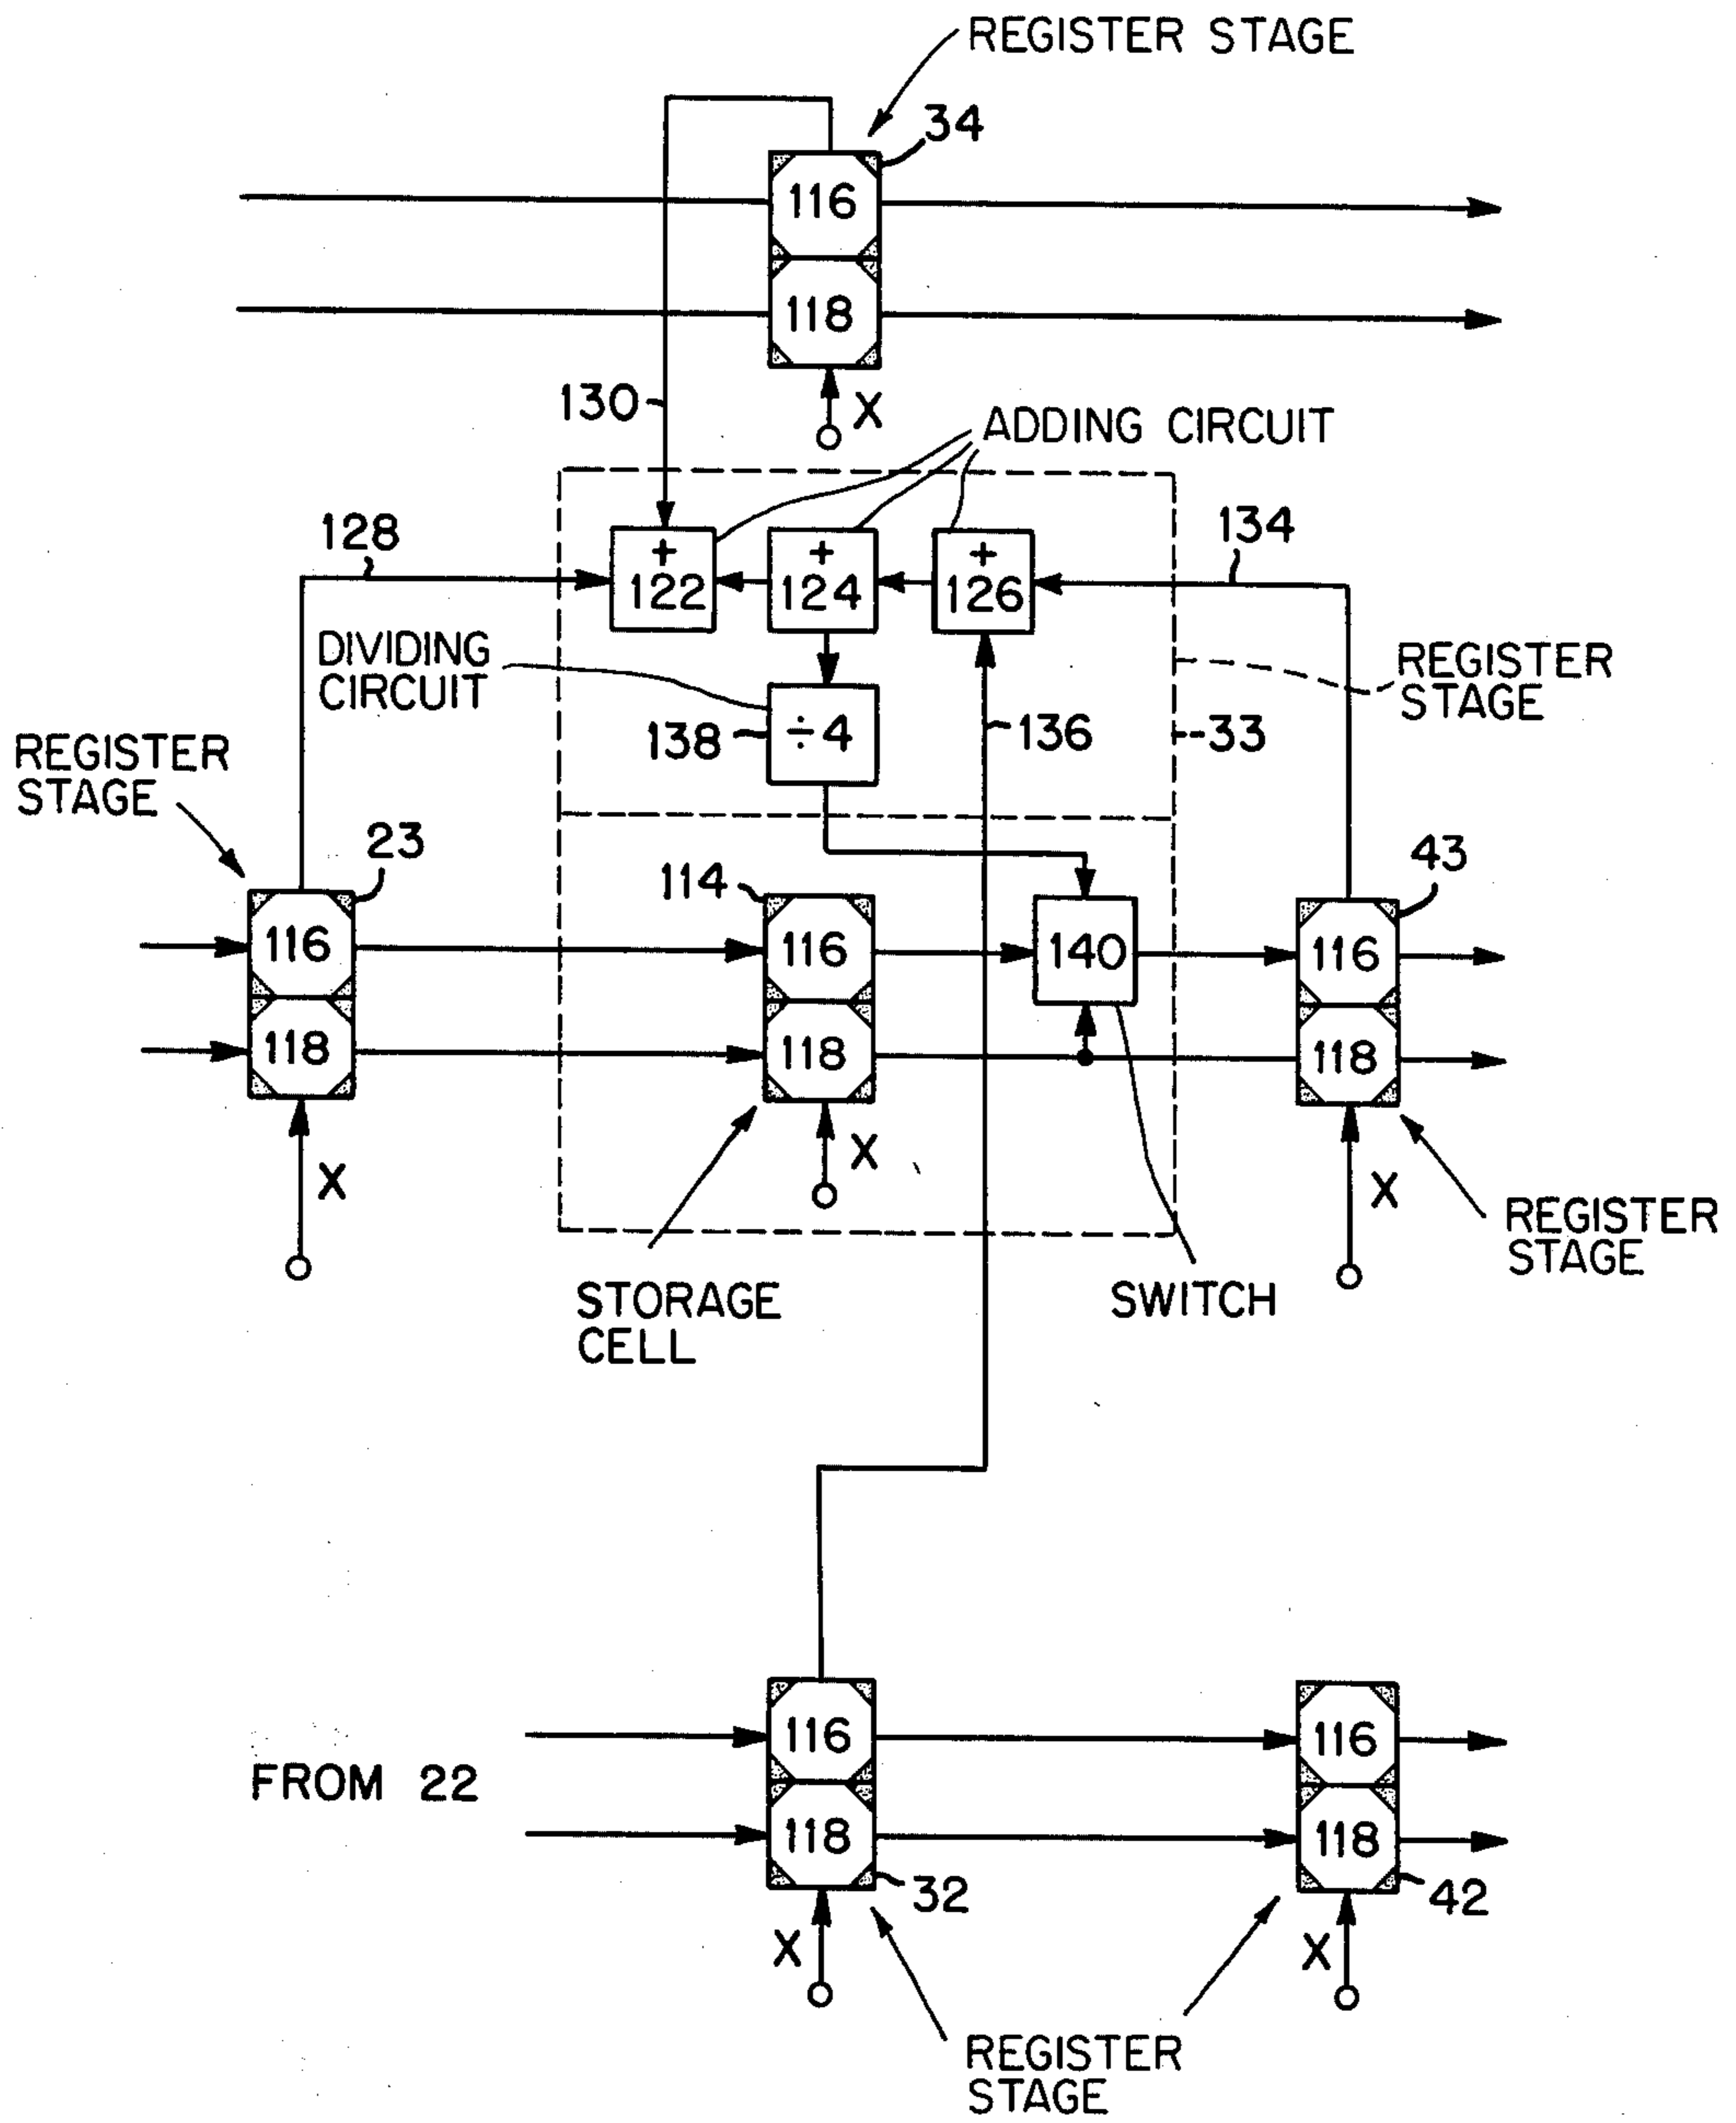 REGISTER STAGE
34
116
118
130
X
ADDING CIRCUIT
128
134
+
122
+
124
+
126
DIVIDING
CIRCUIT
REGISTER
STAGE
138
÷4
136
33
REGISTER
STAGE
23
114
43
116
116
140
116
118
118
118
X
X
X
REGISTER
STAGE
STORAGE
CELL
SWITCH
116
116
FROM 22
118
118
32
42
X
X
REGISTER
STAGE